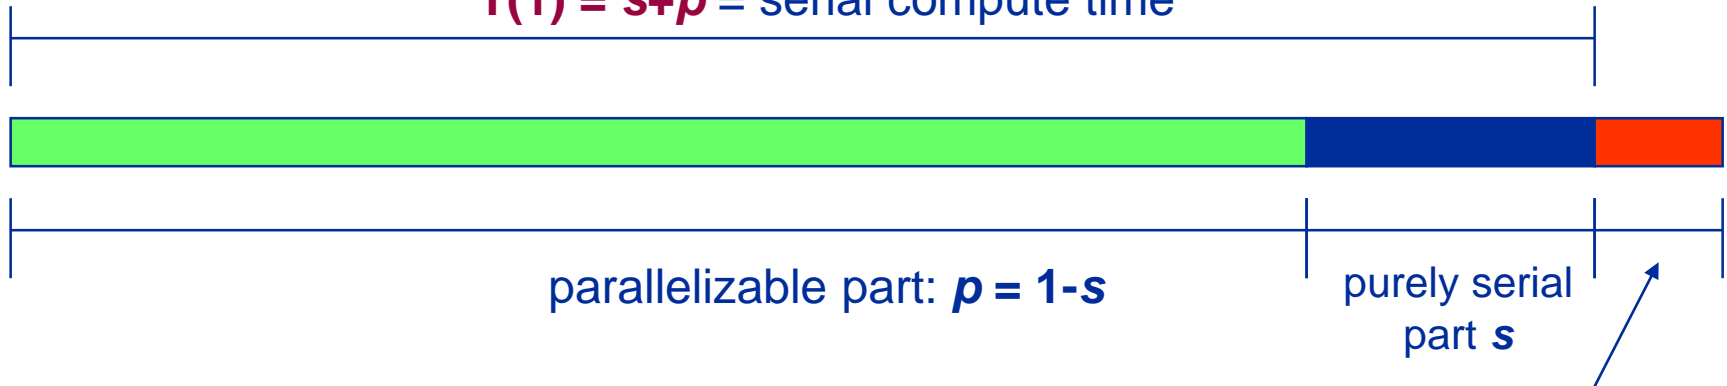 T(1) = s+p = serial compute time
parallelizable part: p = 1-s
purely serial
part s